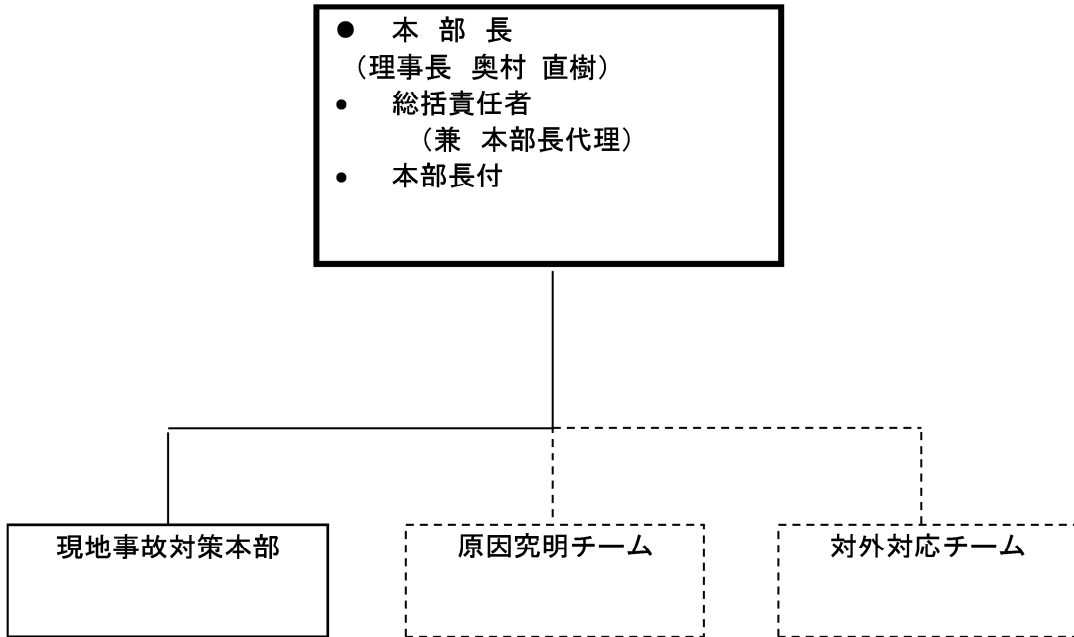 ● 本 部 長
（理事長 奥村 直樹）
• 総括責任者
（兼 本部長代理）
• 本部長付
現地事故対策本部
原因究明チーム
対外対応チーム